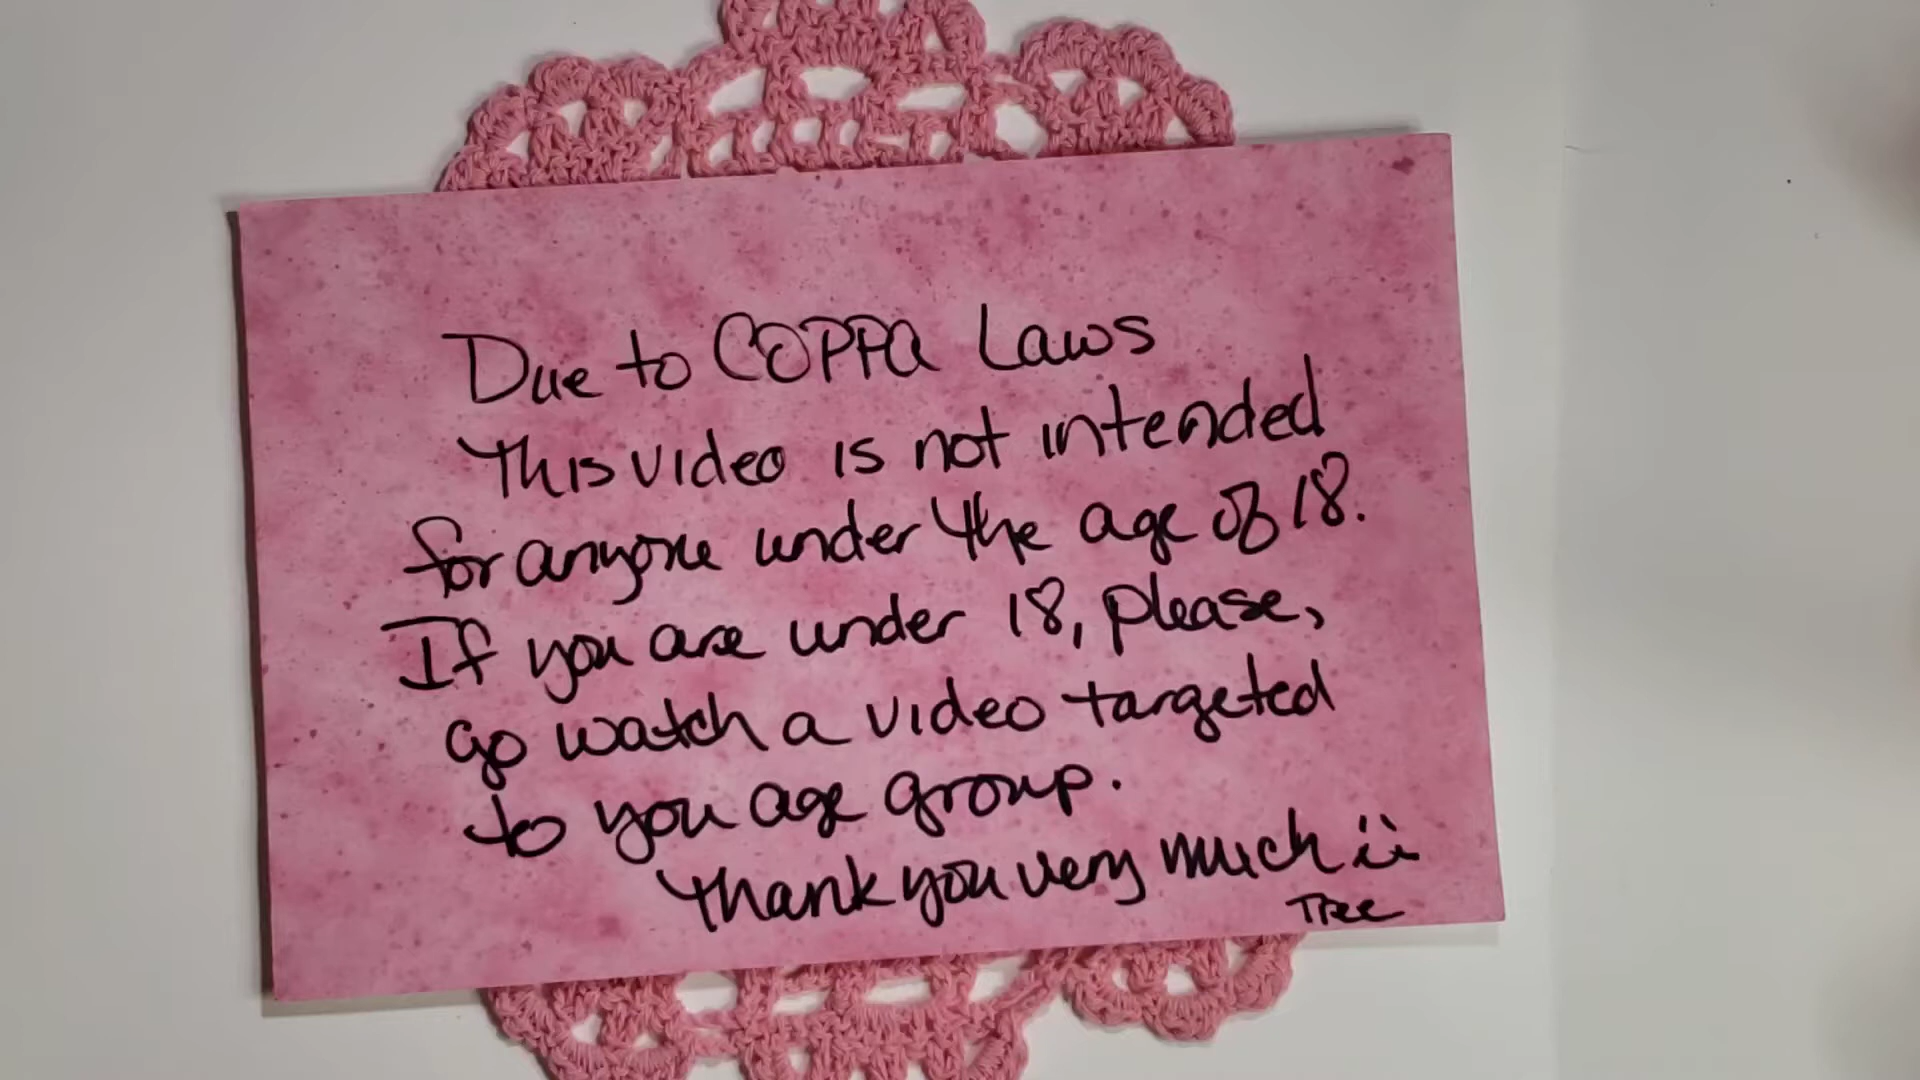 Due to COPPA Laws
This video is not intended
for anyone under the age of 18.
If you are under 18, please,
go watch a video targeted
to you age group.
Thank you very much ::
Tree